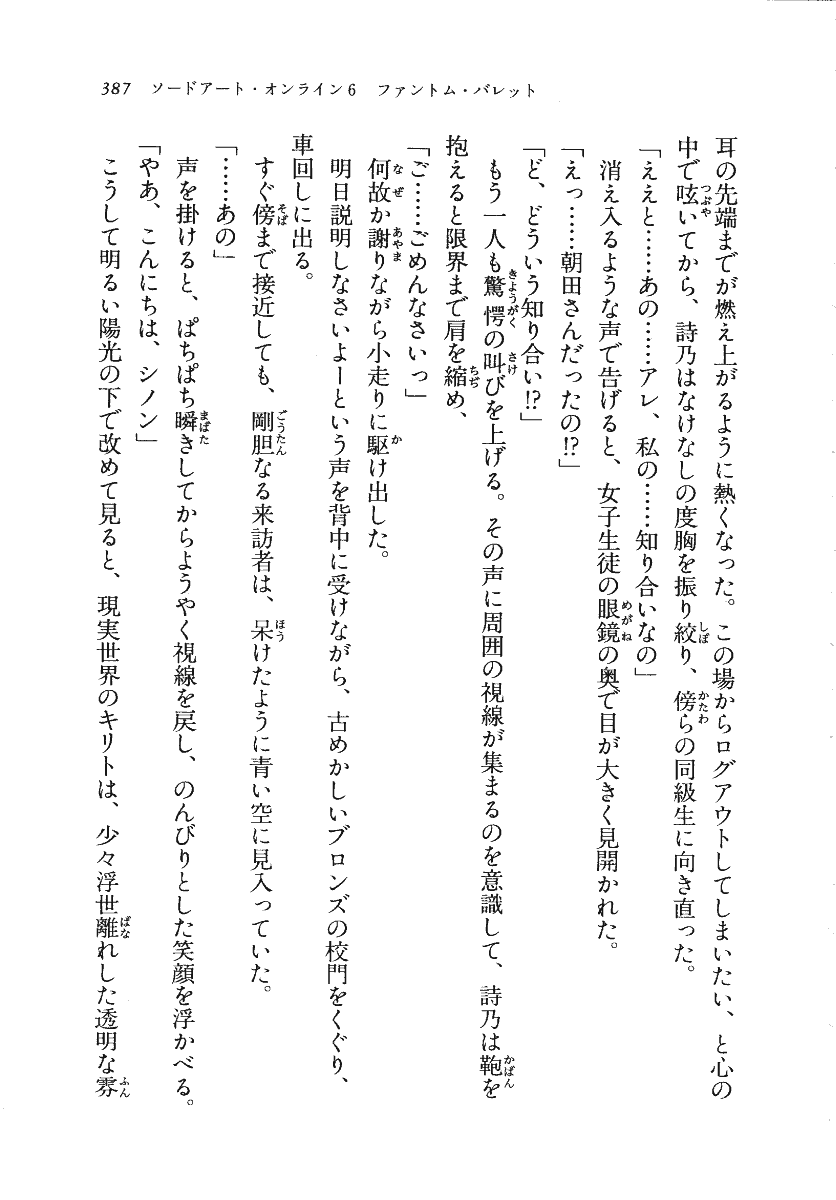 387 ソードアート・オンライン6 ファントム・バレット
耳の先端までが燃え上がるように熱くなった。この場からログアウトしてしまいたい、と心の
中で呟いてから、詩乃はなけなしの度胸を振り絞り、傍らの同級生に向き直った。
「ええと……あの……アレ、私の……知り合いなの」
消え入るような声で告げると、女子生徒の眼鏡の奥で目が大きく見開かれた。
「えっ……朝田さんだったの!?」
「ど、どういう知り合い!?」
もう一人も驚愕の叫びを上げる。その声に周囲の視線が集まるのを意識して、詩乃は鞄を
抱えると限界まで肩を縮め、
「ご……ごめんなさいっ」
何故か謝りながら小走りに駆け出した。
明日説明しなさいよーという声を背中に受けながら、古めかしいブロンズの校門をくぐり、
車回しに出る。
すぐ傍まで接近しても、剛胆なる来訪者は、呆けたように青い空に見入っていた。
「……あの」
声を掛けると、ぱちぱち瞬きしてからようやく視線を戻し、のんびりとした笑顔を浮かべる。
「やあ、こんにちは、シノン」
こうして明るい陽光の下で改めて見ると、現実世界のキリトは、少々浮世離れした透明な雰